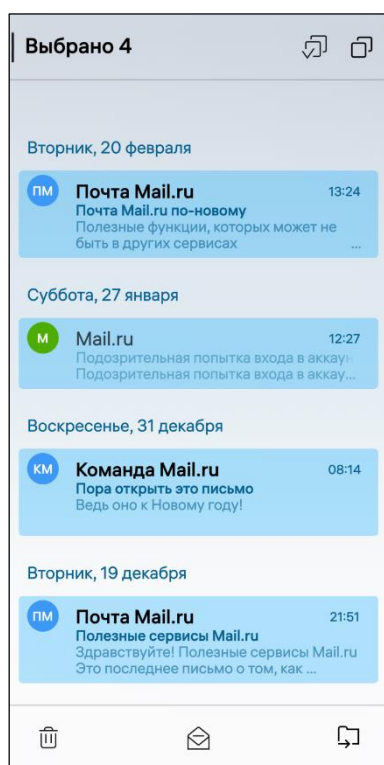 Выбрано 4
Вторник, 20 февраля
ПМ
Почта Mail.ru
13:24
Почта Mail.ru по-новому
Полезные функции, которых может не
быть в других сервисах ...
Суббота, 27 января
М
Mail.ru
12:27
Подозрительная попытка входа в аккаун
Подозрительная попытка входа в аккау...
Воскресенье, 31 декабря
КМ
Команда Mail.ru
08:14
Пора открыть это письмо
Ведь оно к Новому году!
Вторник, 19 декабря
ПМ
Почта Mail.ru
21:51
Полезные сервисы Mail.ru
Здравствуйте! Полезные сервисы Mail.ru
Это последнее письмо о том, как ...